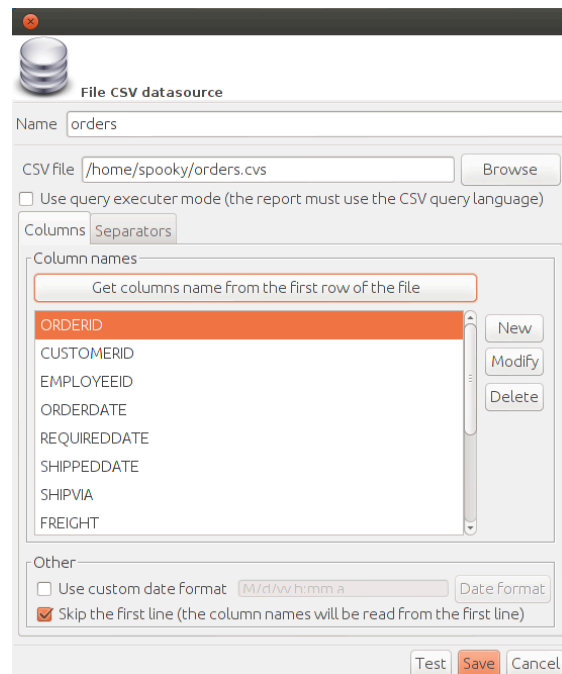 File CSV datasource
Name orders
CSV file /home/spooky/orders.cvs Browse
Use query executer mode (the report must use the CSV query language)
Columns Separators
Column names
Get columns name from the first row of the file
ORDERID
CUSTOMERID
EMPLOYEEID
ORDERDATE
REQUIREDDATE
SHIPPEDDATE
SHIPVIA
FREIGHT
New
Modify
Delete
Other
Use custom date format M/d/yy h:mm a Date format
Skip the first line (the column names will be read from the first line)
Test Save Cancel